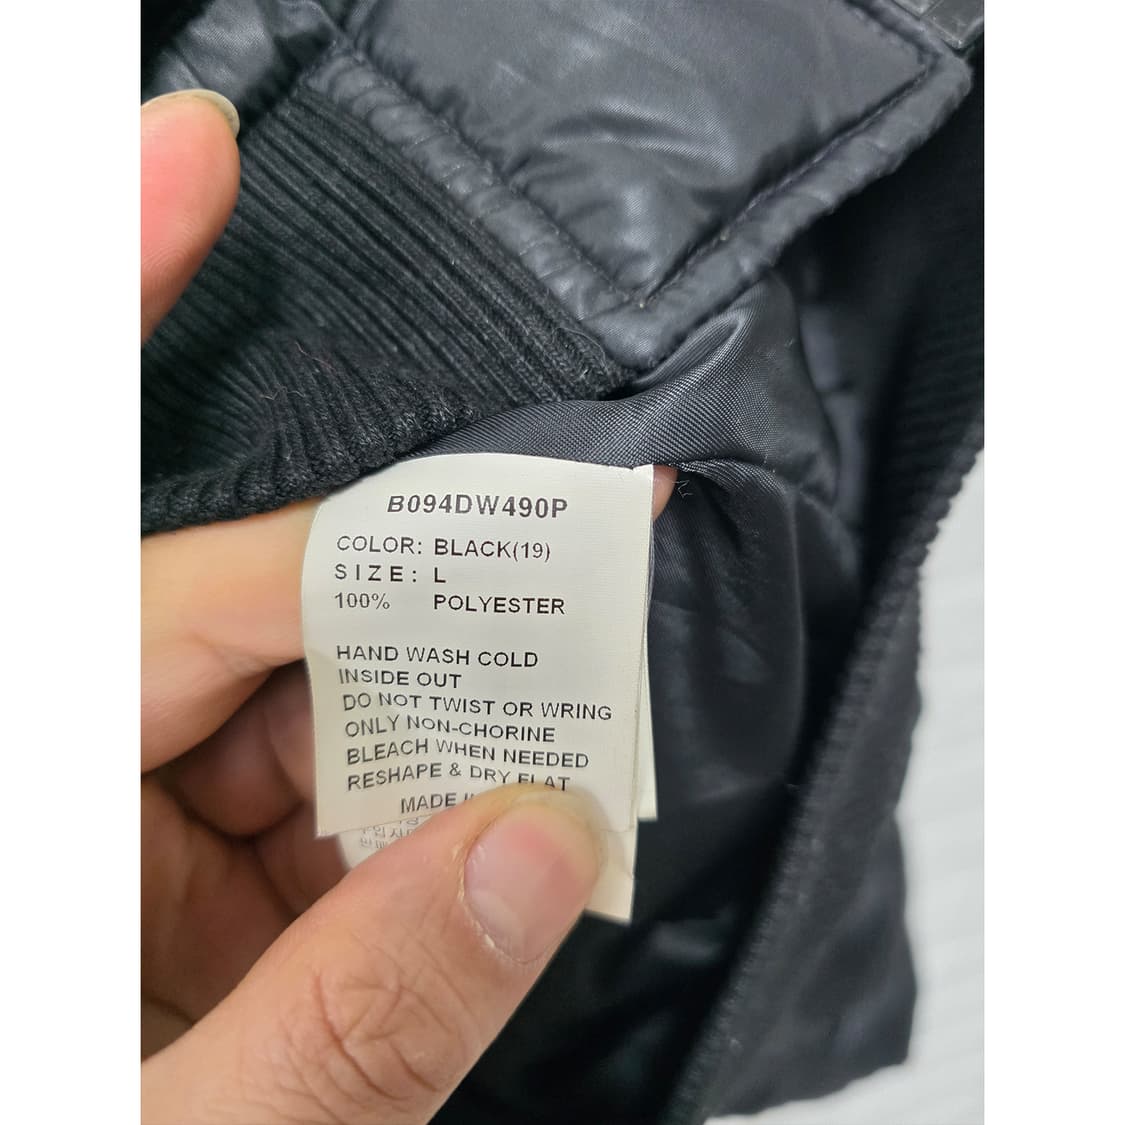 B094DW490P
COLOR: BLACK(19)
SIZE: L
100% POLYESTER
HAND WASH COLD
INSIDE OUT
DO NOT TWIST OR WRING
ONLY NON-CHORINE
BLEACH WHEN NEEDED
RESHAPE & DRY FLAT
MADE